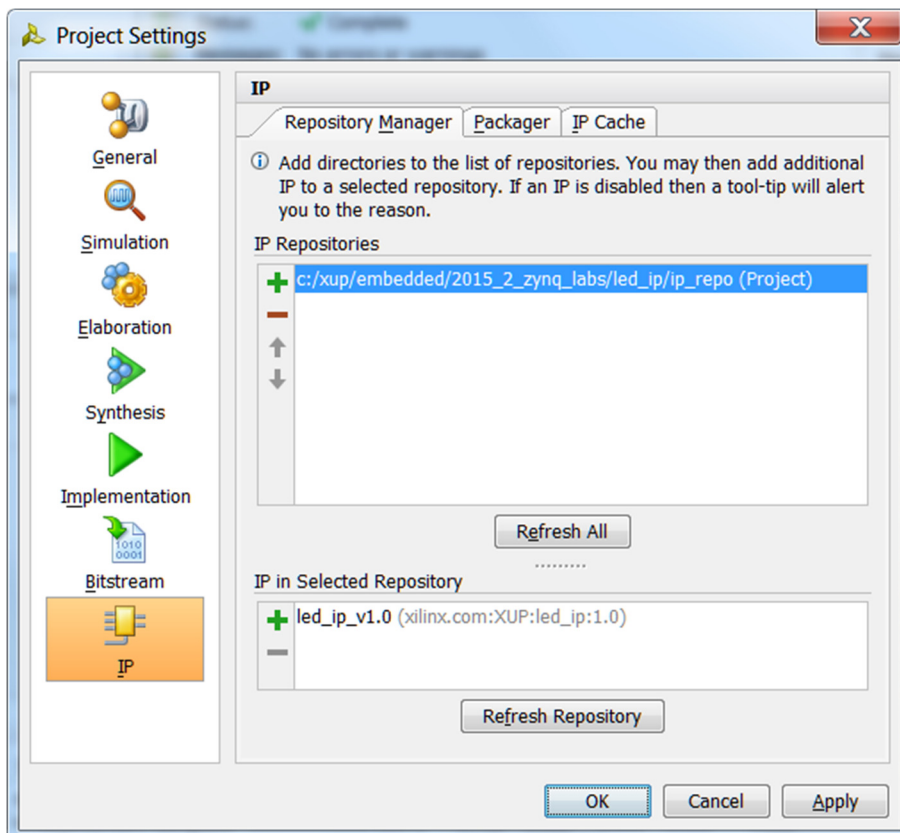 Complete
Project Settings
General
Simulation
Elaboration
Synthesis
Implementation
1010
0001
Bitstream
IP
IP
Repository Manager
Packager
IP Cache
Add directories to the list of repositories. You may then add additional
IP to a selected repository. If an IP is disabled then a tool-tip will alert
you to the reason.
IP Repositories
c:/xup/embedded/2015_2_zynq_labs/led_ip/ip_repo (Project)
Refresh All
IP in Selected Repository
led_ip_v1.0 (xilinx.com:XUP:led_ip:1.0)
Refresh Repository
OK
Cancel
Apply